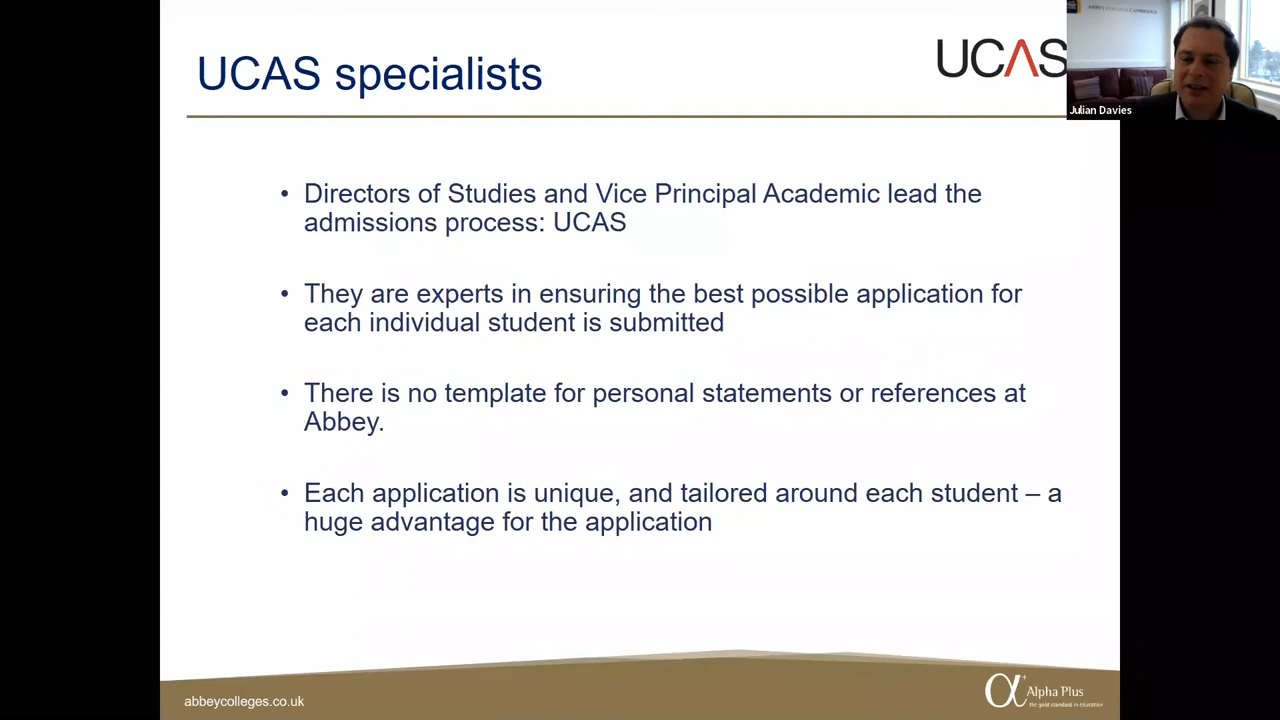 UCAS specialists
UCAS
ABBEY COLLEGE CAMBRIDGE
Julian Davies
• Directors of Studies and Vice Principal Academic lead the
admissions process: UCAS
• They are experts in ensuring the best possible application for
each individual student is submitted
• There is no template for personal statements or references at
Abbey.
• Each application is unique, and tailored around each student – a
huge advantage for the application
abbeycolleges.co.uk
α+ Alpha Plus
the gold standard in education